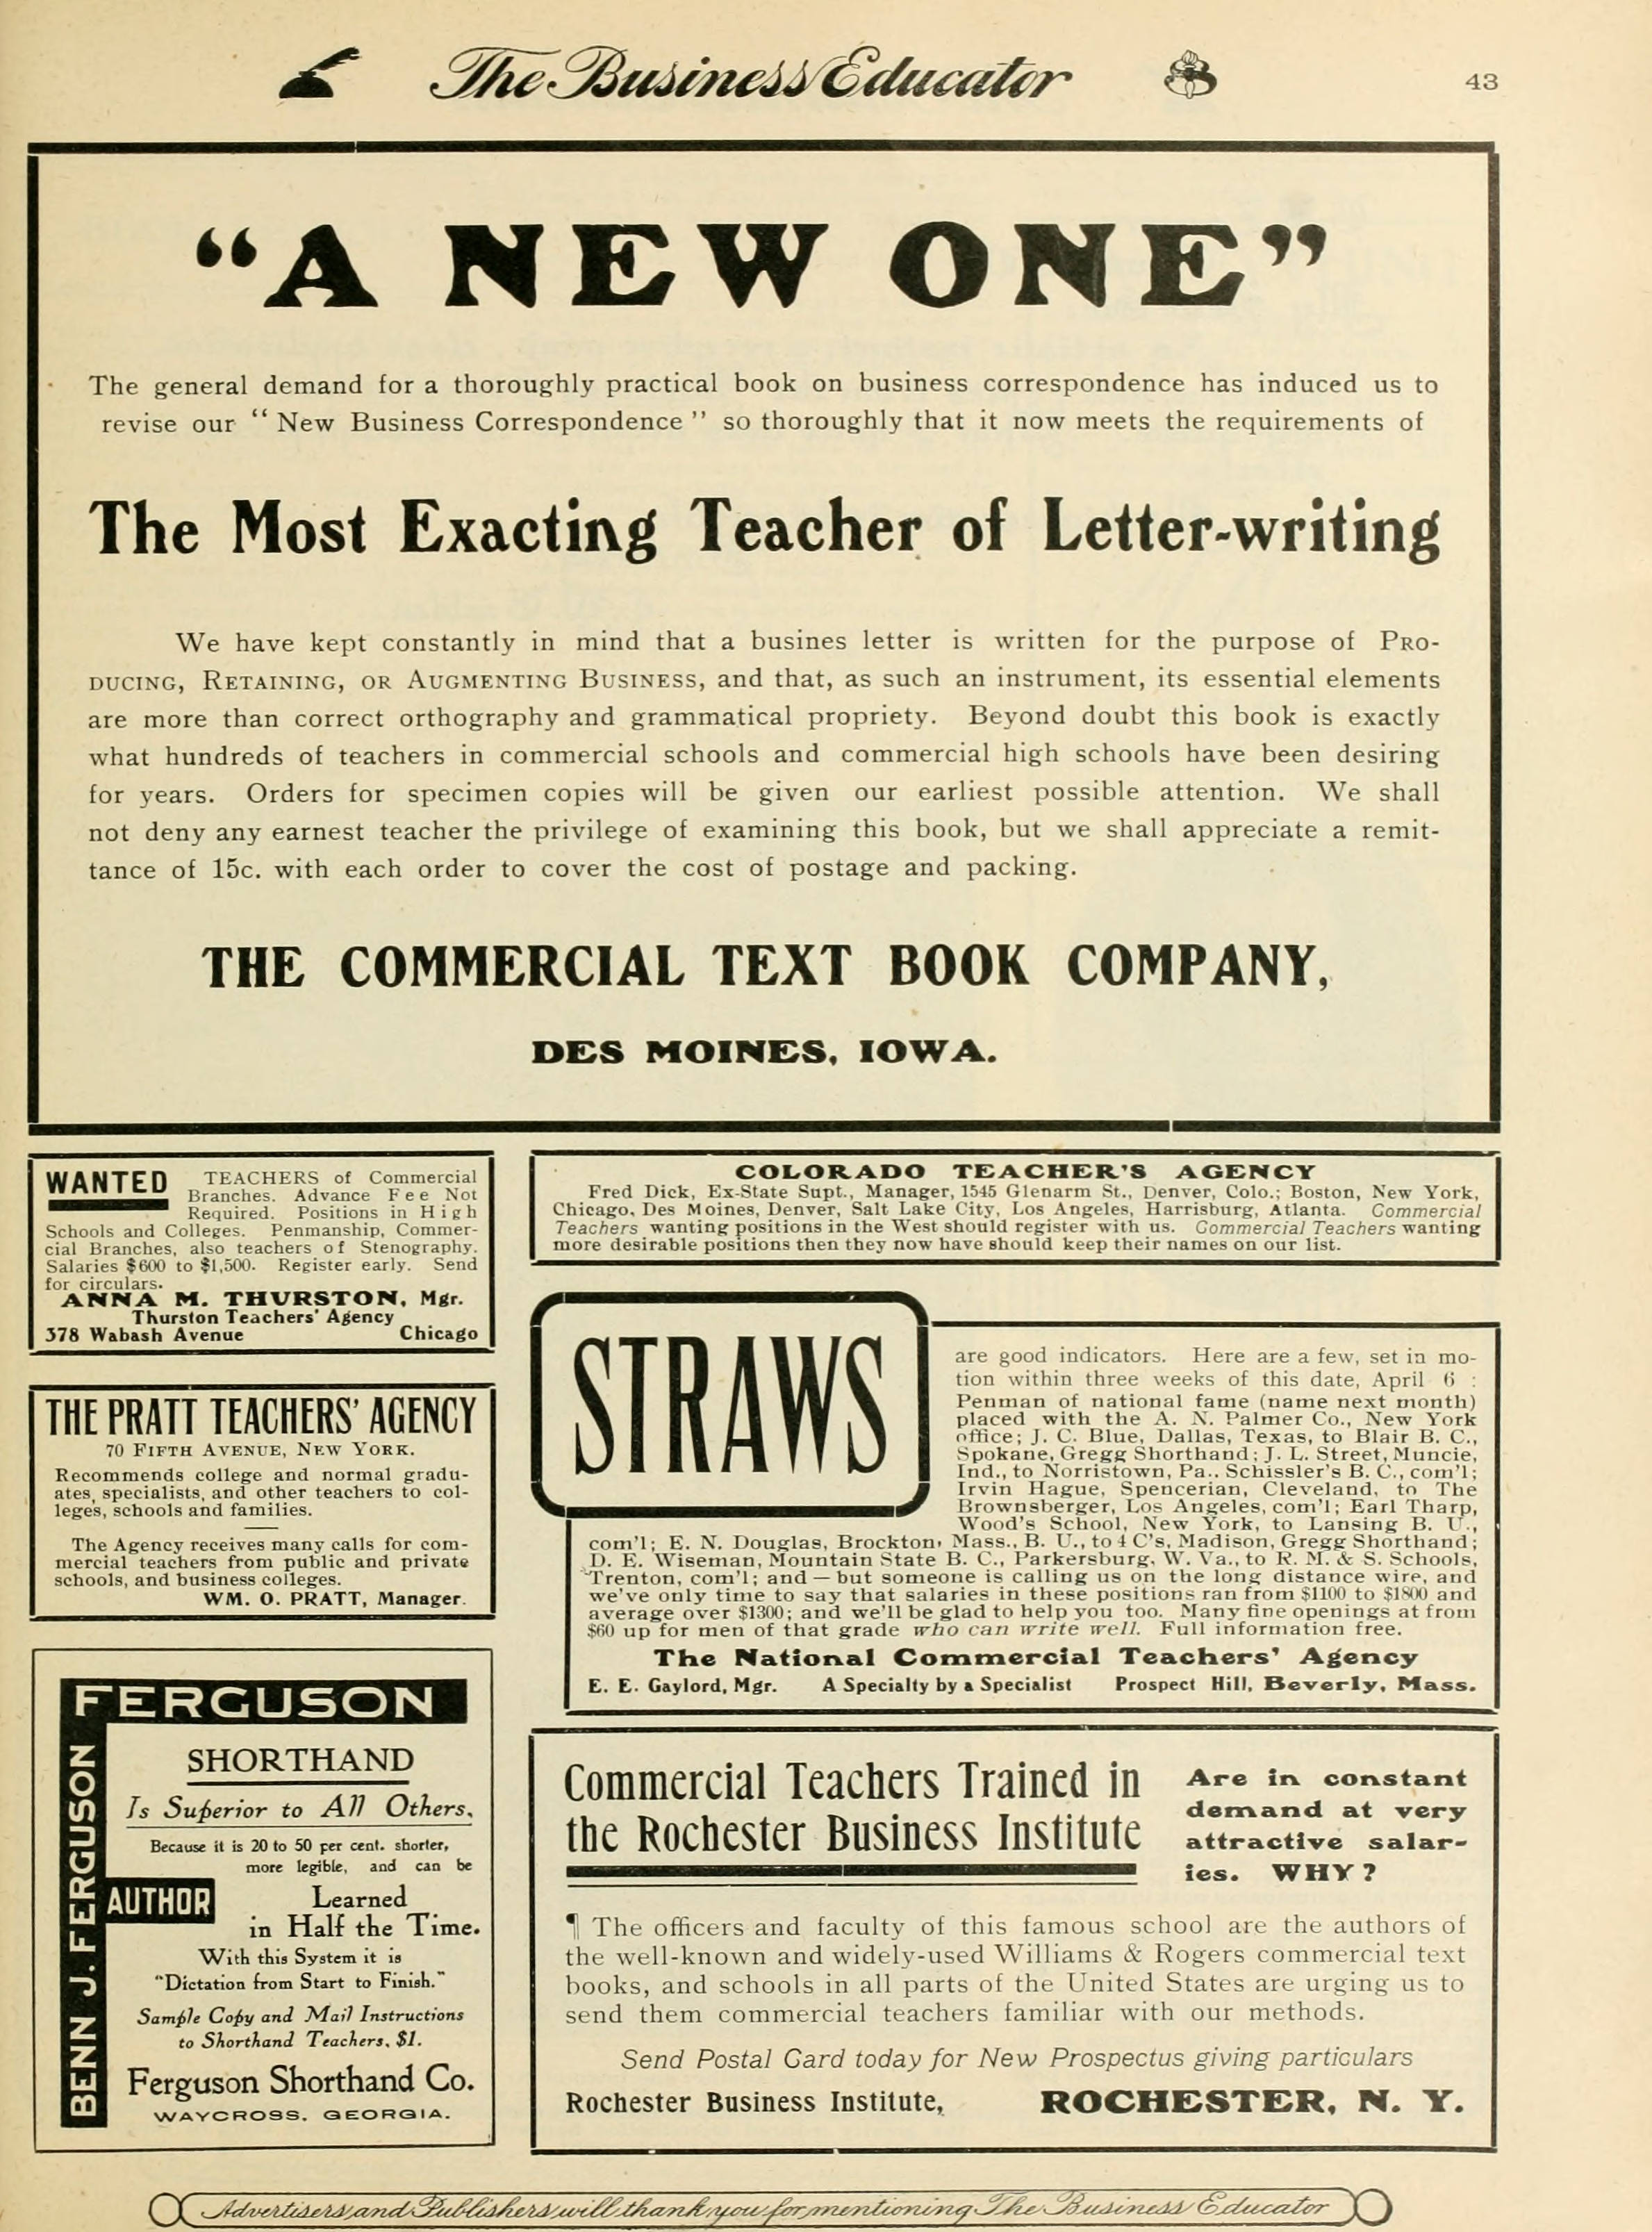 The Business Educator
43
“A NEW ONE”
The general demand for a thoroughly practical book on business correspondence has induced us to
revise our “ New Business Correspondence ” so thoroughly that it now meets the requirements of
The Most Exacting Teacher of Letter-writing
We have kept constantly in mind that a busines letter is written for the purpose of PRO-
DUCING, RETAINING, OR AUGMENTING BUSINESS, and that, as such an instrument, its essential elements
are more than correct orthography and grammatical propriety. Beyond doubt this book is exactly
what hundreds of teachers in commercial schools and commercial high schools have been desiring
for years. Orders for specimen copies will be given our earliest possible attention. We shall
not deny any earnest teacher the privilege of examining this book, but we shall appreciate a remit-
tance of 15c. with each order to cover the cost of postage and packing.
THE COMMERCIAL TEXT BOOK COMPANY,
DES MOINES, IOWA.
WANTED TEACHERS of Commercial
Branches. Advance Fee Not
Required. Positions in High
Schools and Colleges. Penmanship, Commer-
cial Branches, also teachers of Stenography.
Salaries $600 to $1,500. Register early. Send
for circulars.
ANNA M. THURSTON, Mgr.
Thurston Teachers' Agency
378 Wabash Avenue Chicago
THE PRATT TEACHERS' AGENCY
70 FIFTH AVENUE, NEW YORK.
Recommends college and normal gradu-
ates, specialists, and other teachers to col-
leges, schools and families.
The Agency receives many calls for com-
mercial teachers from public and private
schools, and business colleges.
WM. O. PRATT, Manager.
FERGUSON
BENN J. FERGUSON
AUTHOR
SHORTHAND
Is Superior to All Others,
Because it is 20 to 50 per cent. shorter,
more legible, and can be
Learned
in Half the Time.
With this System it is
"Dictation from Start to Finish."
Sample Copy and Mail Instructions
to Shorthand Teachers, $1.
Ferguson Shorthand Co.
WAYCROSS, GEORGIA.
COLORADO TEACHER'S AGENCY
Fred Dick, Ex-State Supt., Manager, 1545 Glenarm St., Denver, Colo.; Boston, New York,
Chicago, Des Moines, Denver, Salt Lake City, Los Angeles, Harrisburg, Atlanta. Commercial
Teachers wanting positions in the West should register with us. Commercial Teachers wanting
more desirable positions then they now have should keep their names on our list.
STRAWS
are good indicators. Here are a few, set in mo-
tion within three weeks of this date, April 6 :
Penman of national fame (name next month)
placed with the A. N. Palmer Co., New York
office; J. C. Blue, Dallas, Texas, to Blair B. C.,
Spokane, Gregg Shorthand; J. L. Street, Muncie,
Ind., to Norristown, Pa., Schissler's B. C., com'l;
Irvin Hague, Spencerian, Cleveland, to The
Brownsberger, Los Angeles, com'l; Earl Tharp,
Wood's School, New York, to Lansing B. U.,
com'l; E. N. Douglas, Brockton, Mass., B. U., to 4 C's, Madison, Gregg Shorthand;
D. E. Wiseman, Mountain State B. C., Parkersburg, W. Va., to R. M. & S. Schools,
Trenton, com'l; and — but someone is calling us on the long distance wire, and
we've only time to say that salaries in these positions ran from $1100 to $1800 and
average over $1300; and we'll be glad to help you too. Many fine openings at from
$60 up for men of that grade who can write well. Full information free.
The National Commercial Teachers' Agency
E. E. Gaylord, Mgr. A Specialty by a Specialist Prospect Hill, Beverly, Mass.
Commercial Teachers Trained in
the Rochester Business Institute
Are in constant
demand at very
attractive salar-
ies. WHY?
¶ The officers and faculty of this famous school are the authors of
the well-known and widely-used Williams & Rogers commercial text
books, and schools in all parts of the United States are urging us to
send them commercial teachers familiar with our methods.
Send Postal Card today for New Prospectus giving particulars
Rochester Business Institute, ROCHESTER, N. Y.
Advertisers and Publishers will thank you for mentioning The Business Educator